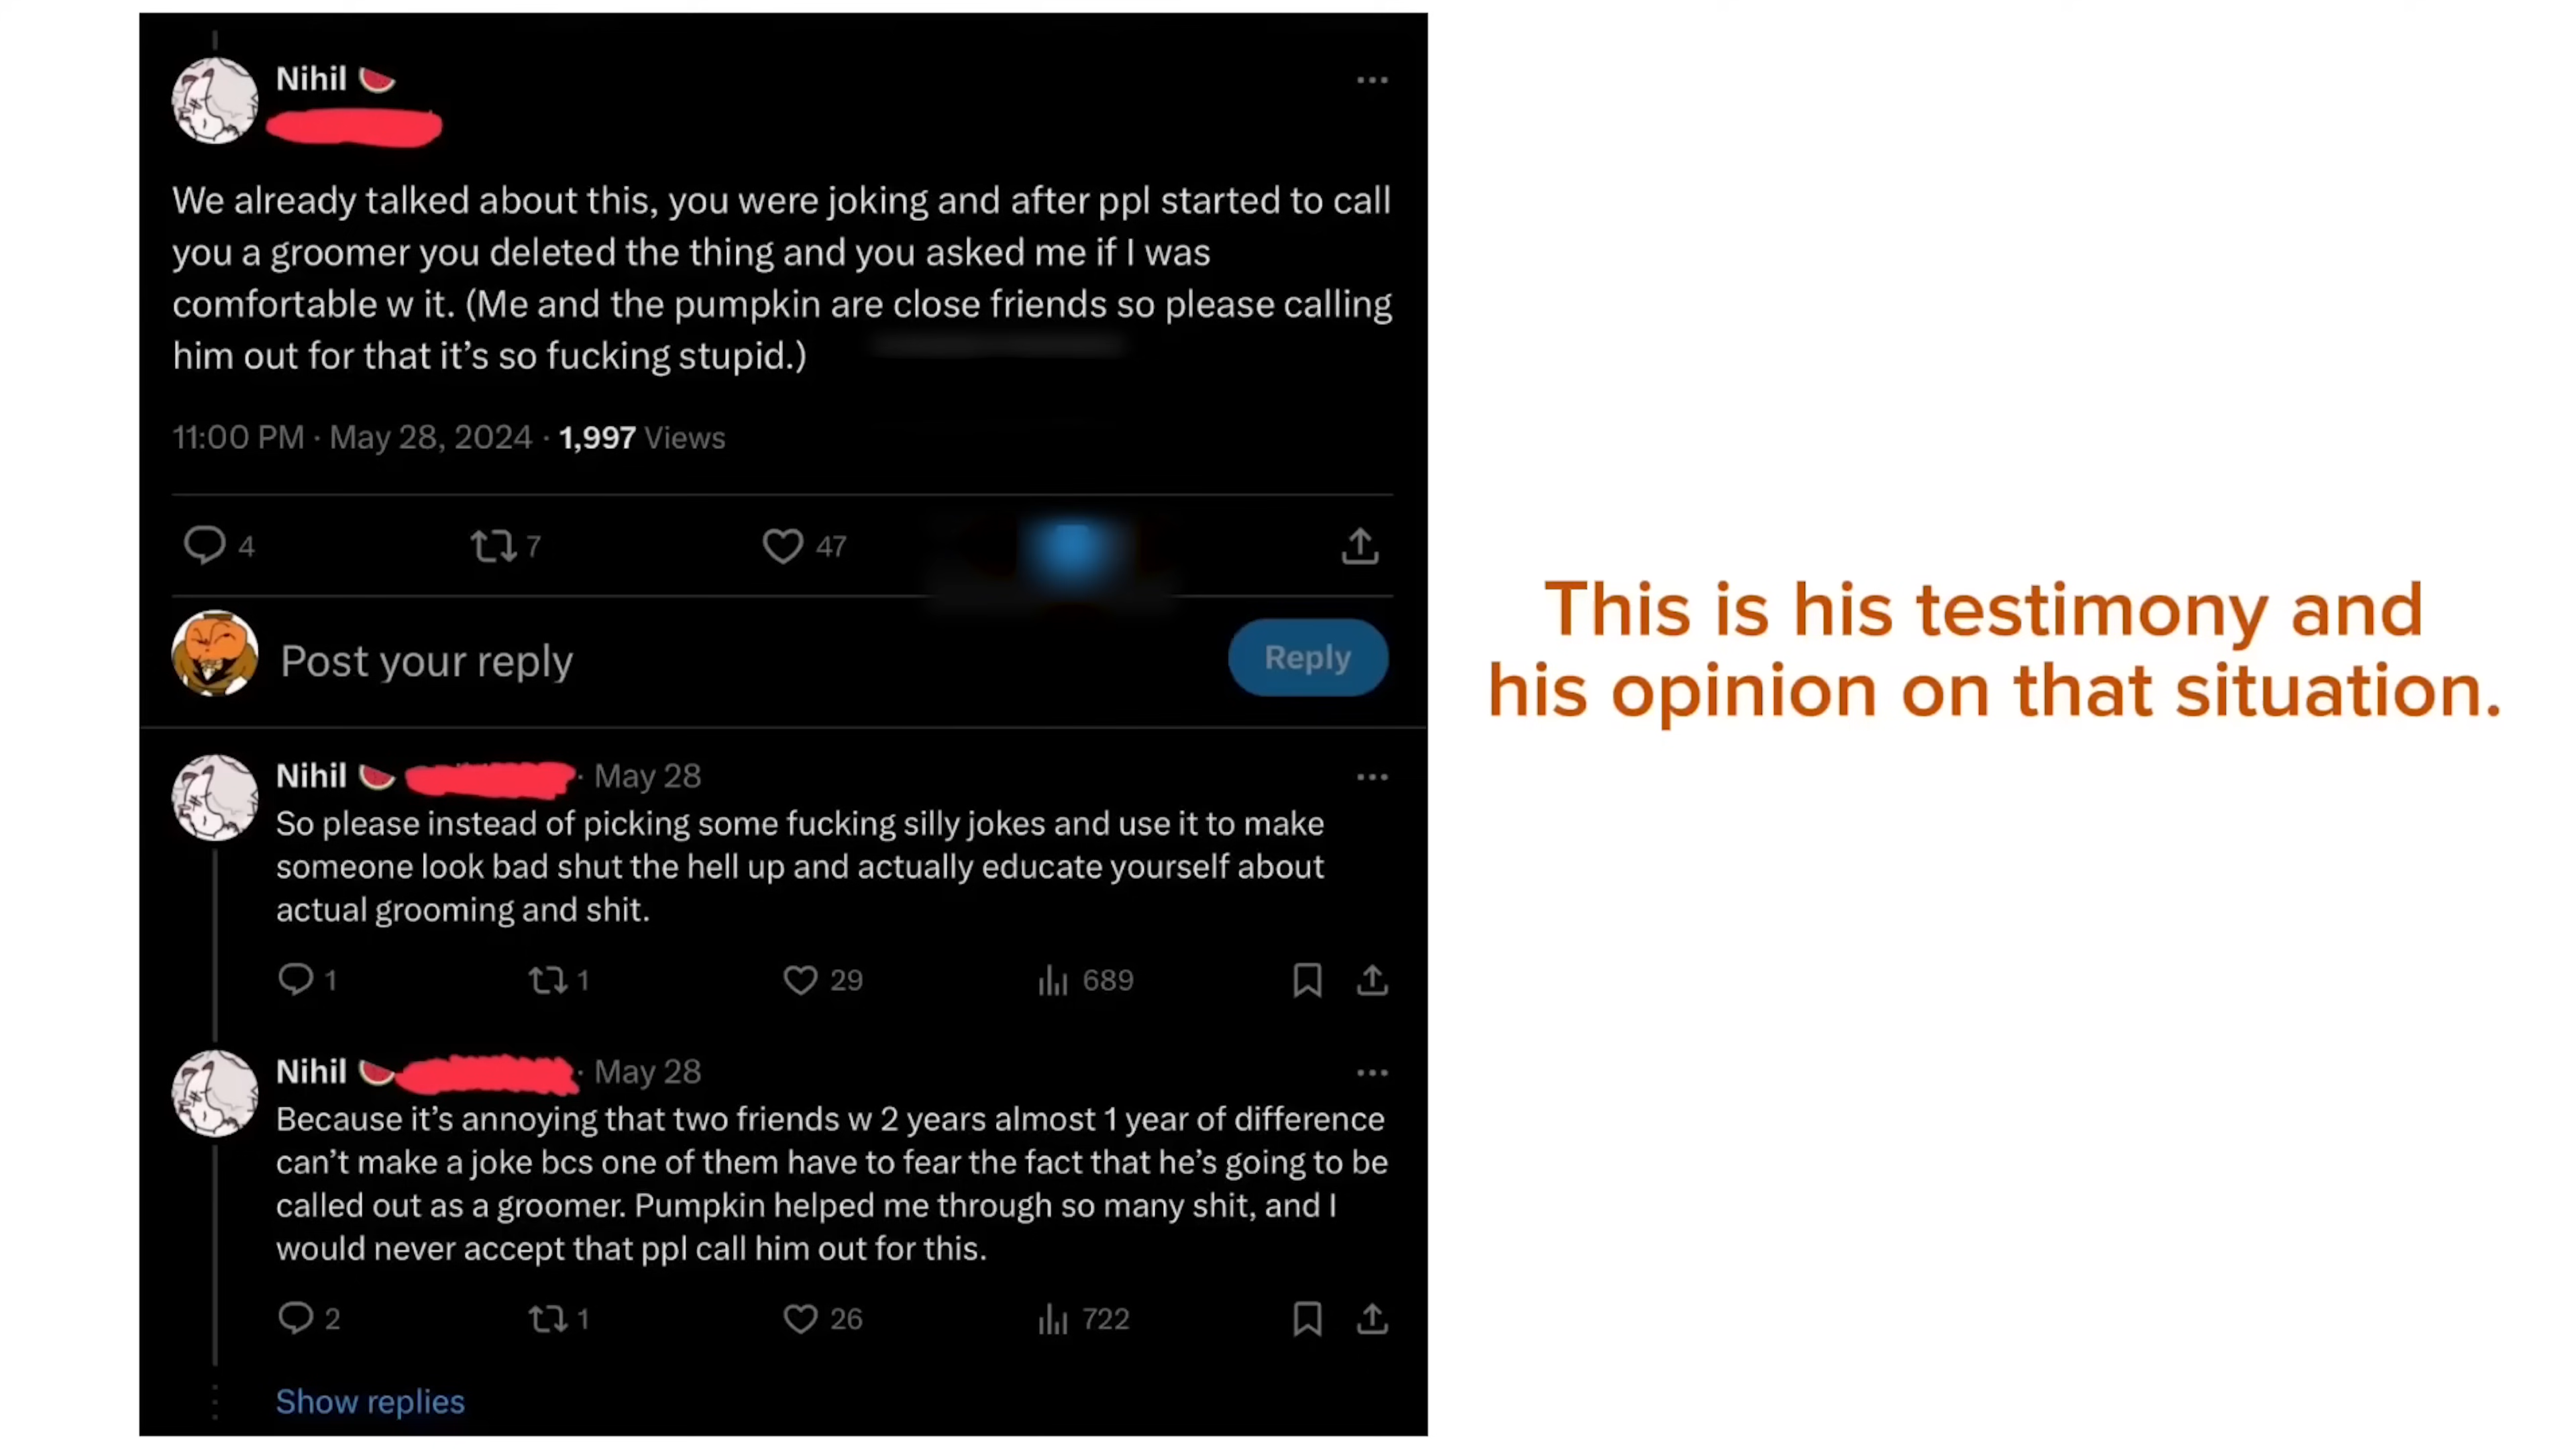 Nihil 🍉
We already talked about this, you were joking and after ppl started to call
you a groomer you deleted the thing and you asked me if I was
comfortable w it. (Me and the pumpkin are close friends so please calling
him out for that it's so fucking stupid.)
11:00 PM · May 28, 2024 · 1,997 Views
4 7 47
Post your reply
Reply
Nihil 🍉 · May 28
So please instead of picking some fucking silly jokes and use it to make
someone look bad shut the hell up and actually educate yourself about
actual grooming and shit.
1 1 29 689
Nihil 🍉 · May 28
Because it's annoying that two friends w 2 years almost 1 year of difference
can't make a joke bcs one of them have to fear the fact that he's going to be
called out as a groomer. Pumpkin helped me through so many shit, and I
would never accept that ppl call him out for this.
2 1 26 722
Show replies
This is his testimony and
his opinion on that situation.